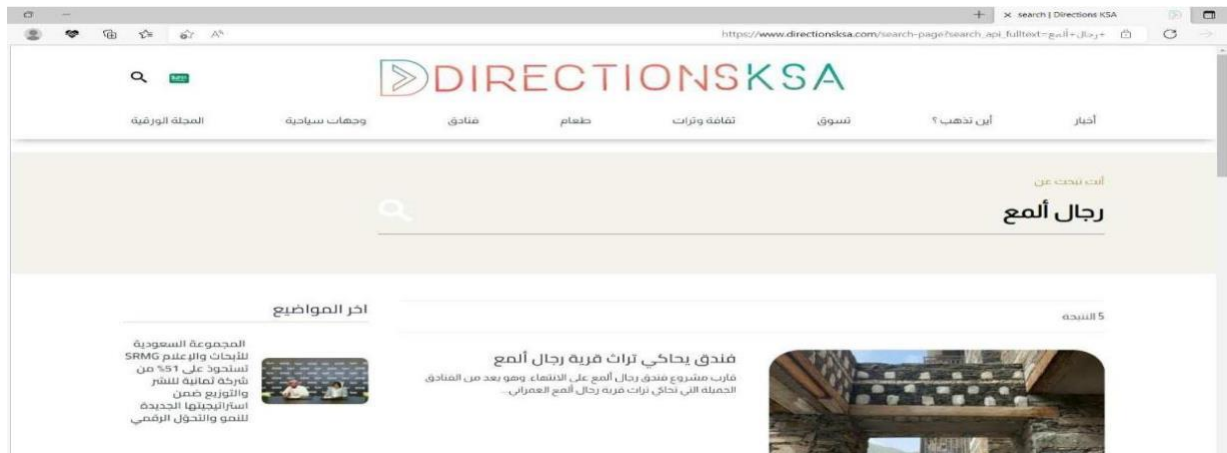 search | Directions KSA
https://www.directionsksa.com/search-page?search_api_fulltext=رجال+ألمع+
DIRECTIONSKSA
أخبار
أين تذهب ؟
تسوق
ثقافة وتراث
طعام
فنادق
وجهات سياحية
المجلة الورقية
أنت تبحث عن
رجال ألمع
5 النتيجة
فندق يحاكي تراث قرية رجال ألمع
قارب مشروع فندق رجال ألمع على الانتهاء. وهو يعد من الفنادق
الجميلة التي تحاكي تراث قرية رجال ألمع العمراني...
اخر المواضيع
المجموعة السعودية
للأبحاث والإعلام SRMG
تستحوذ على 51% من
شركة ثمانية للنشر
والتوزيع ضمن
استراتيجيتها الجديدة
للنمو والتحوّل الرقمي